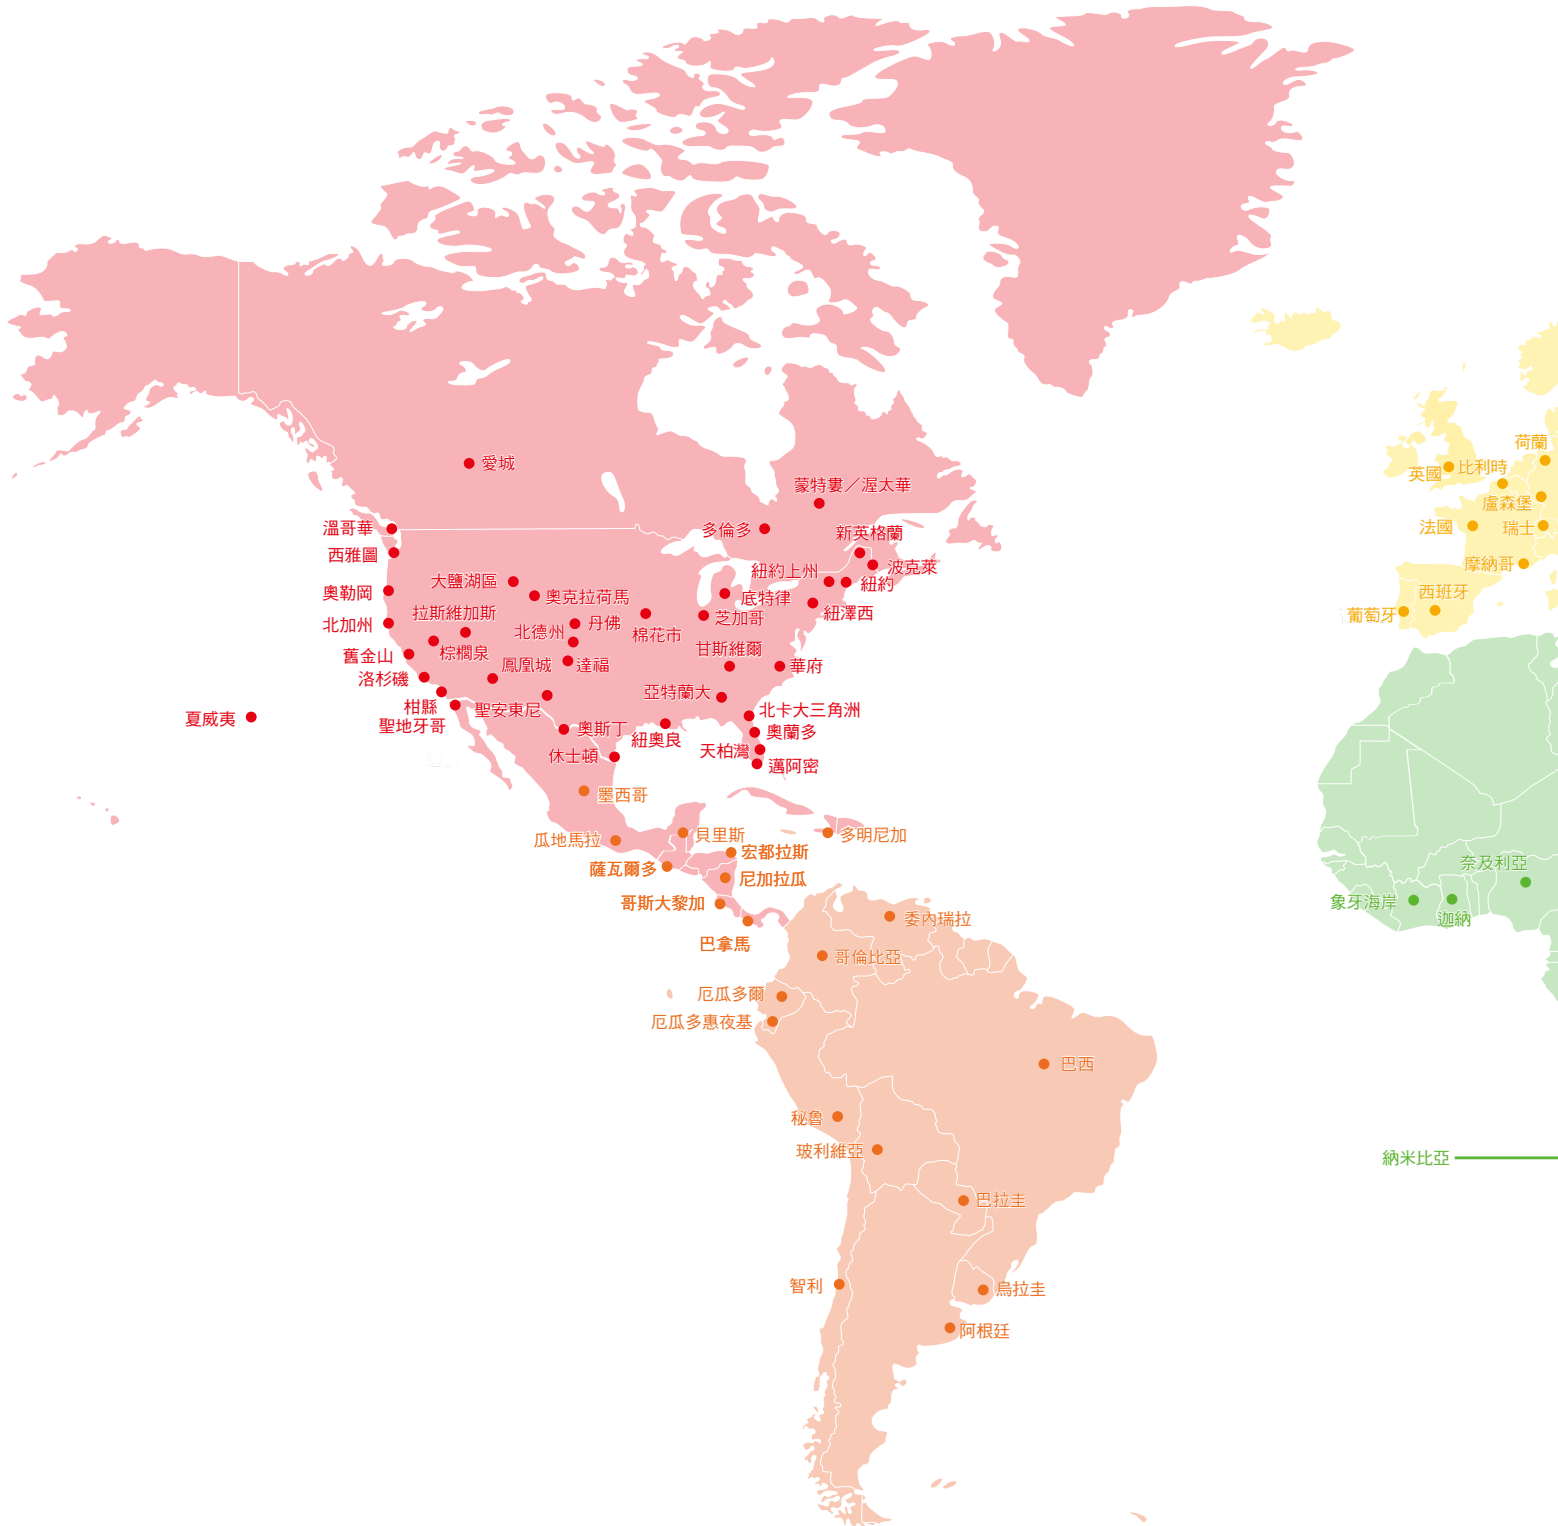 愛城
蒙特婁／渥太華
溫哥華
多倫多
新英格蘭
西雅圖
波克萊
紐約上州
紐約
大鹽湖區
奧克拉荷馬
底特律
奧勒岡
紐澤西
拉斯維加斯
芝加哥
北加州
丹佛
北德州
棉花市
甘斯維爾
舊金山
棕櫚泉
鳳凰城
達福
華府
洛杉磯
亞特蘭大
柑縣
聖安東尼
北卡大三角洲
夏威夷
聖地牙哥
奧斯丁
紐奧良
奧蘭多
休士頓
天柏灣
邁阿密
墨西哥
瓜地馬拉
貝里斯
多明尼加
宏都拉斯
薩瓦爾多
尼加拉瓜
哥斯大黎加
巴拿馬
委內瑞拉
哥倫比亞
厄瓜多爾
厄瓜多惠夜基
巴西
秘魯
玻利維亞
巴拉圭
智利
烏拉圭
阿根廷
荷蘭
英國
比利時
盧森堡
法國
瑞士
摩納哥
西班牙
葡萄牙
奈及利亞
象牙海岸
迦納
納米比亞